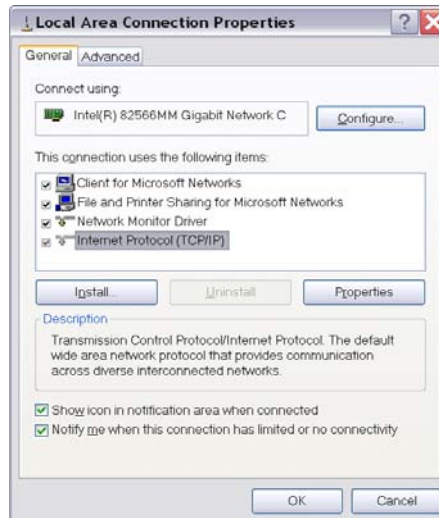 Local Area Connection Properties
General Advanced
Connect using:
Intel(R) 82566MM Gigabit Network C
Configure...
This connection uses the following items:
Client for Microsoft Networks
File and Printer Sharing for Microsoft Networks
Network Monitor Driver
Internet Protocol (TCP/IP)
Install... Uninstall Properties
Description
Transmission Control Protocol/Internet Protocol. The default
wide area network protocol that provides communication
across diverse interconnected networks.
Show icon in notification area when connected
Notify me when this connection has limited or no connectivity
OK Cancel